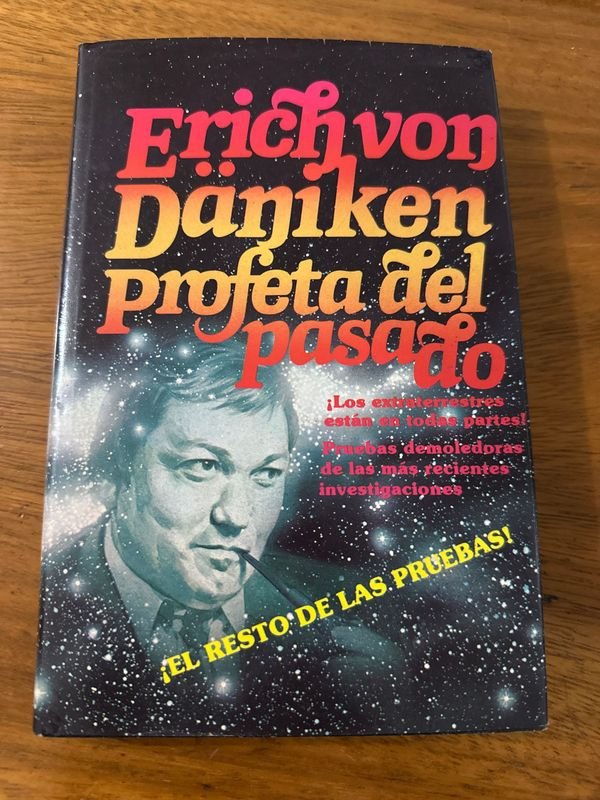 Erich von
Däniken
Profeta del
pasado
¡Los extraterrestres
están en todas partes!
Pruebas demoledoras
de las más recientes
investigaciones
¡EL RESTO DE LAS PRUEBAS!